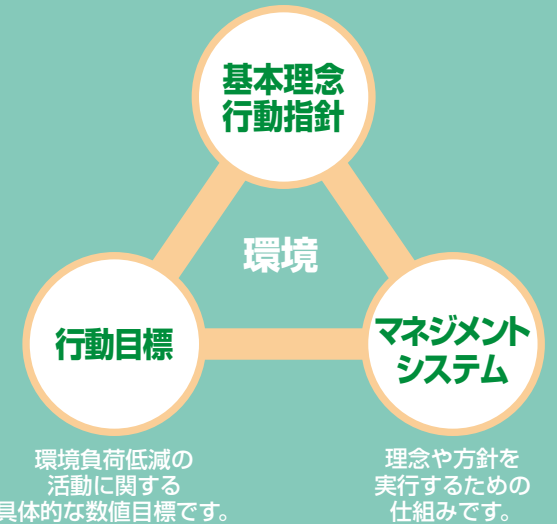 基本理念
行動指針
環境
行動目標
マネジメント
システム
環境負荷低減の
活動に関する
具体的な数値目標です。
理念や方針を
実行するための
仕組みです。